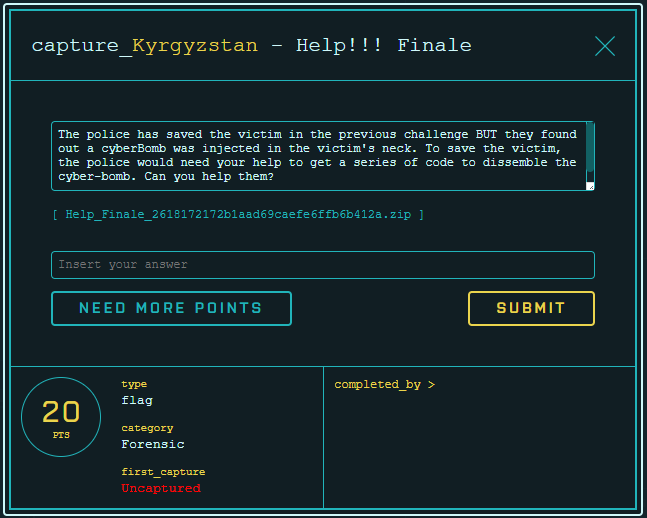 capture_Kyrgyzstan – Help!!! Finale
The police has saved the victim in the previous challenge BUT they found
out a cyberBomb was injected in the victim's neck. To save the victim,
the police would need your help to get a series of code to dissemble the
cyber-bomb. Can you help them?
[ Help_Finale_2618172172b1aad69caefe6ffb6b412a.zip ]
Insert your answer
NEED MORE POINTS
SUBMIT
20
PTS
type
flag
category
Forensic
first_capture
Uncaptured
completed_by >